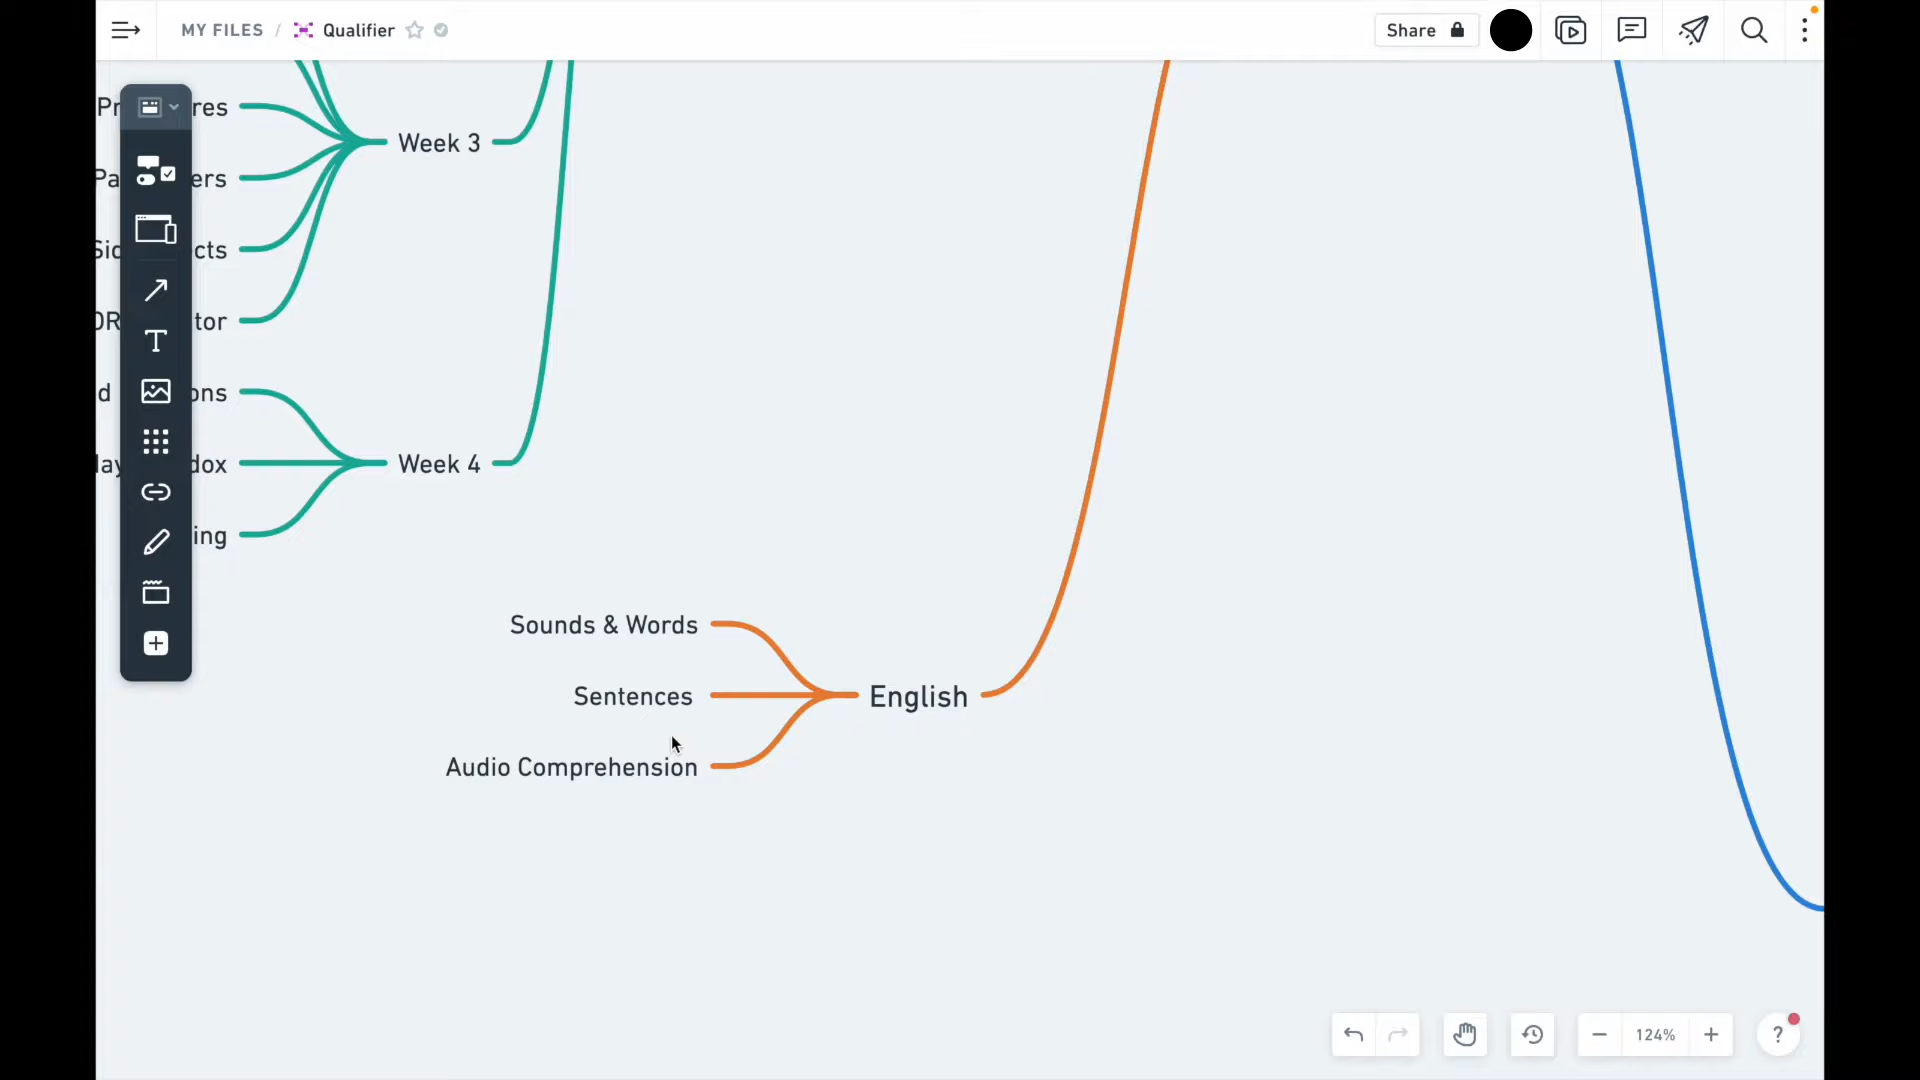 MY FILES / Qualifier
Share
res
Week 3
ers
cts
tor
d ons
Week 4
dox
ing
Sounds & Words
Sentences
English
Audio Comprehension
124%
?